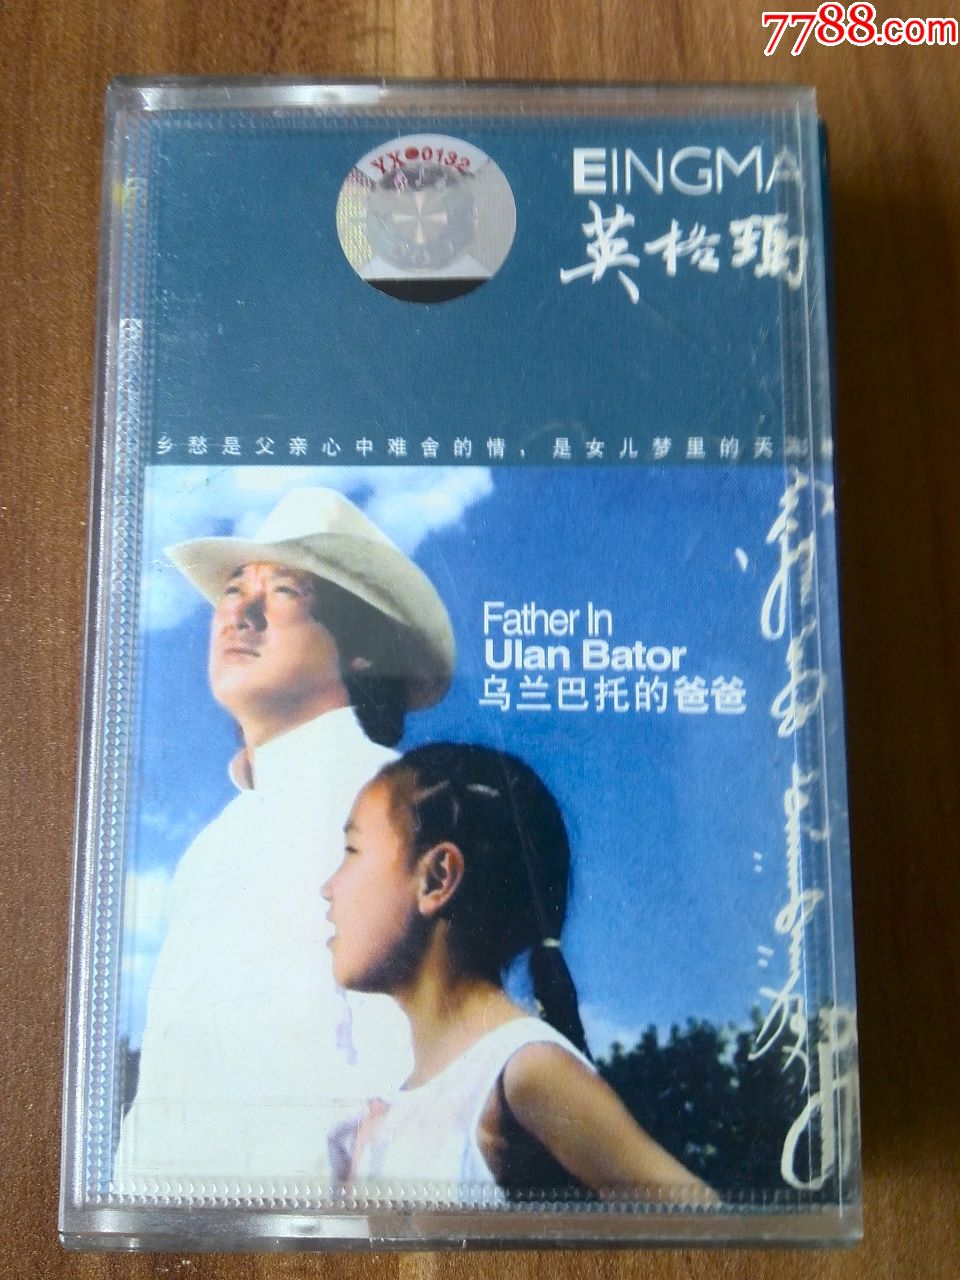 7788.com
YX●0132
EINGMA
英格玛
乡愁是父亲心中难舍的情，是女儿梦里的天
Father In
Ulan Bator
乌兰巴托的爸爸